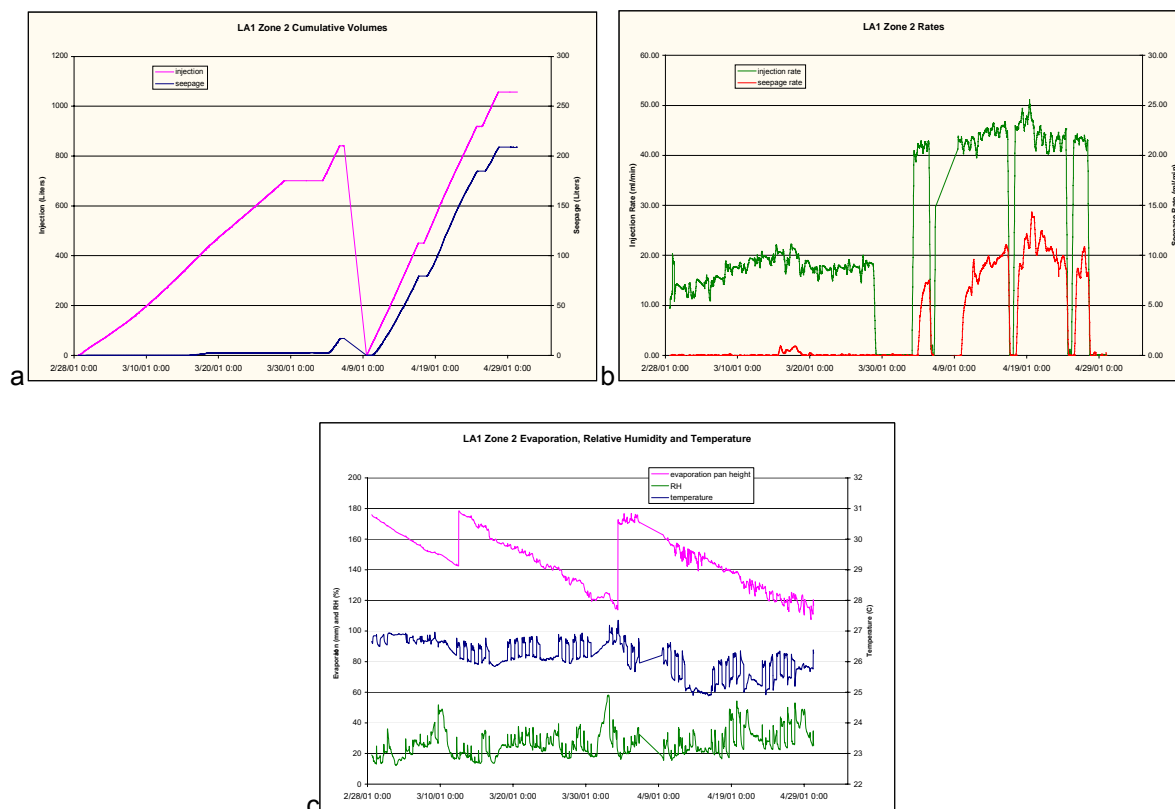 LA1 Zone 2 Cumulative Volumes
injection
seepage
1200
1000
800
600
400
200
0
300
250
200
150
100
50
0
Injection (Liters)
Seepage (Liters)
2/28/01 0:00 3/10/01 0:00 3/20/01 0:00 3/30/01 0:00 4/9/01 0:00 4/19/01 0:00 4/29/01 0:00
a
LA1 Zone 2 Rates
injection rate
seepage rate
60.00
50.00
40.00
30.00
20.00
10.00
0.00
30.00
25.00
20.00
15.00
10.00
5.00
0.00
Injection Rate (ml/min)
Seepage Rate (ml/min)
2/28/01 0:00 3/10/01 0:00 3/20/01 0:00 3/30/01 0:00 4/9/01 0:00 4/19/01 0:00 4/29/01 0:00
b
LA1 Zone 2 Evaporation, Relative Humidity and Temperature
evaporation pan height
RH
temperature
200
180
160
140
120
100
80
60
40
20
0
32
31
30
29
28
27
26
25
24
23
22
Evaporation (mm) and RH (%)
Temperature (C)
2/28/01 0:00 3/10/01 0:00 3/20/01 0:00 3/30/01 0:00 4/9/01 0:00 4/19/01 0:00 4/29/01 0:00
c